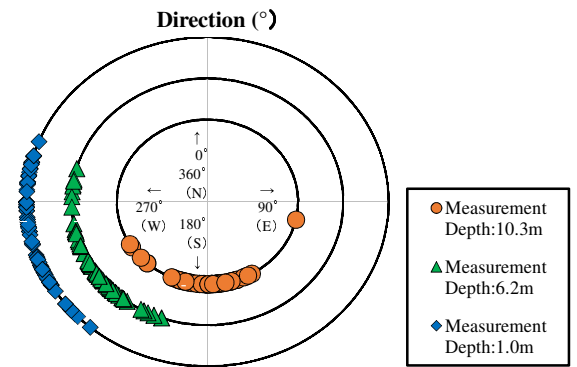 Direction (°)
↑
0°
360°
(N)
←
→
270°
(W)
180°
(S)
90°
(E)
↓
Measurement
Depth:10.3m
Measurement
Depth:6.2m
Measurement
Depth:1.0m